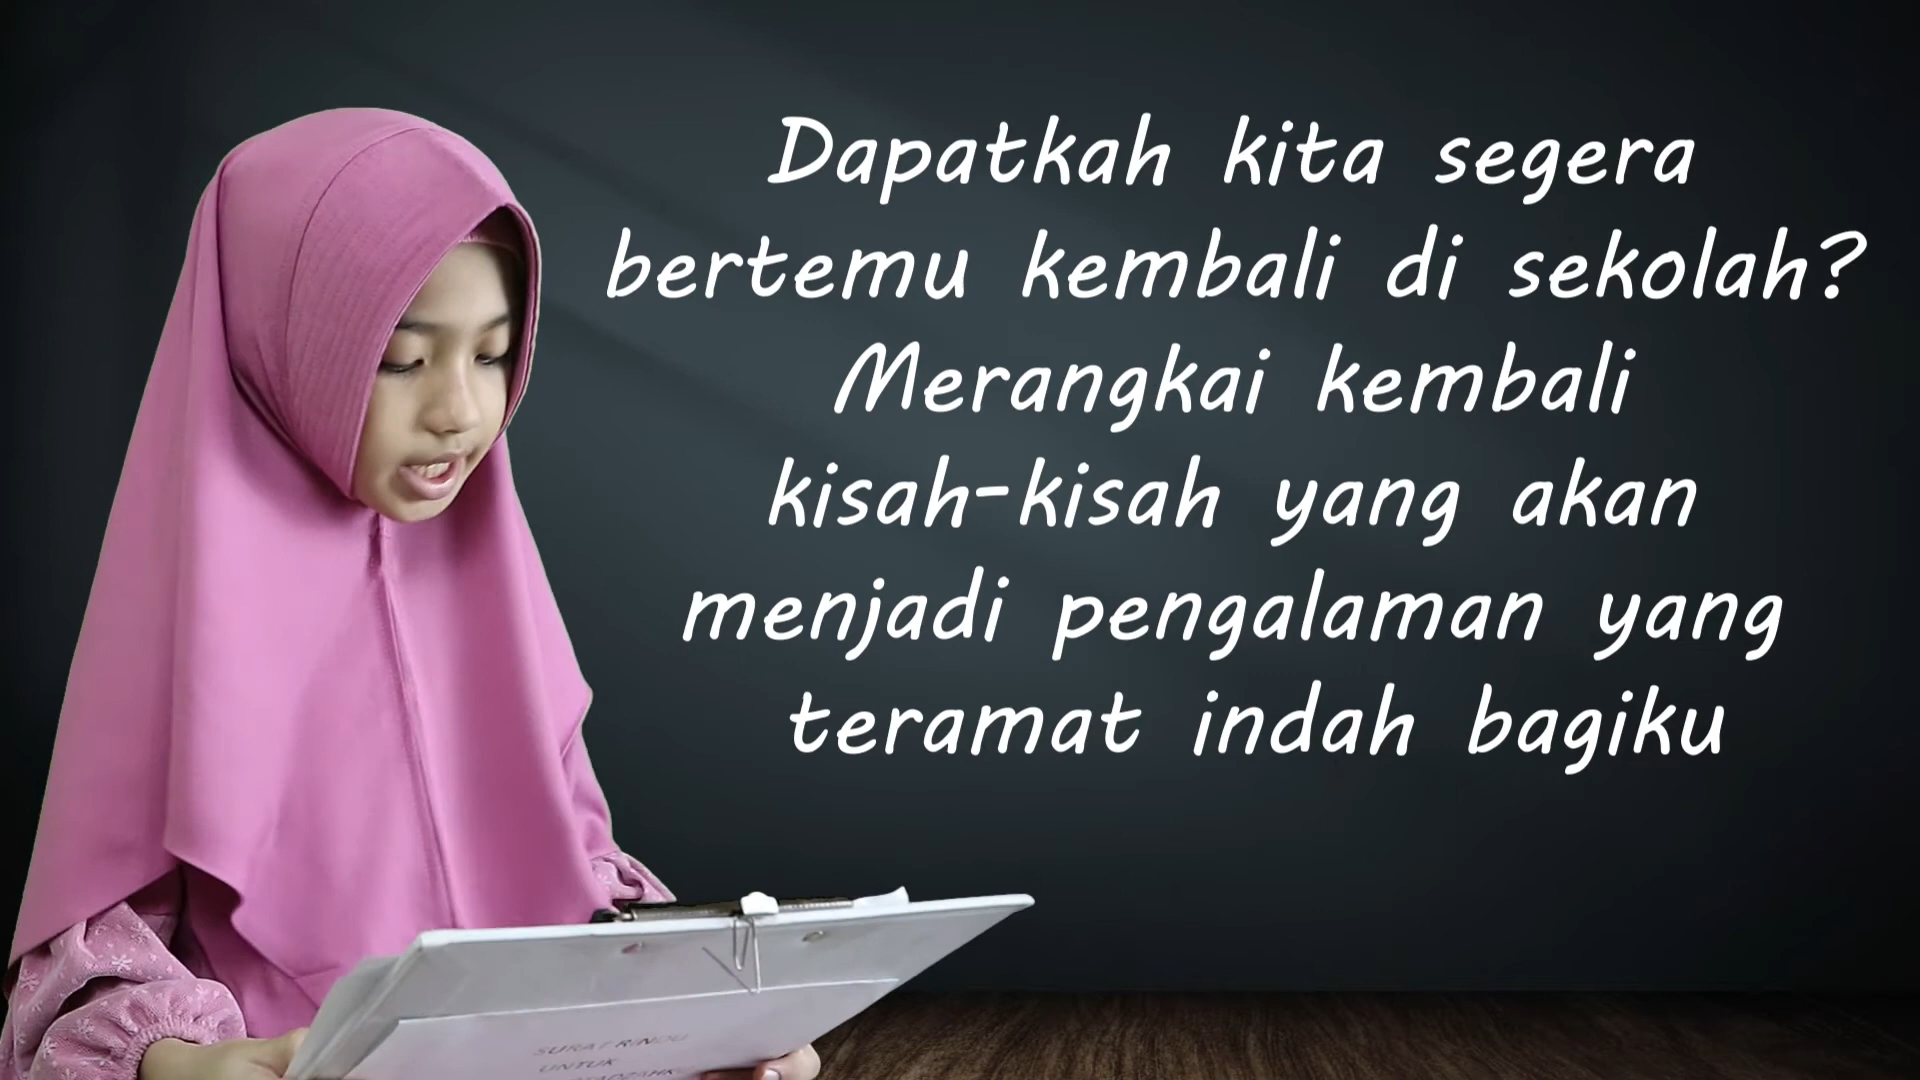 Dapatkah kita segera
bertemu kembali di sekolah?
Merangkai kembali
kisah-kisah yang akan
menjadi pengalaman yang
teramat indah bagiku
SURAT RINDU
UNTUK